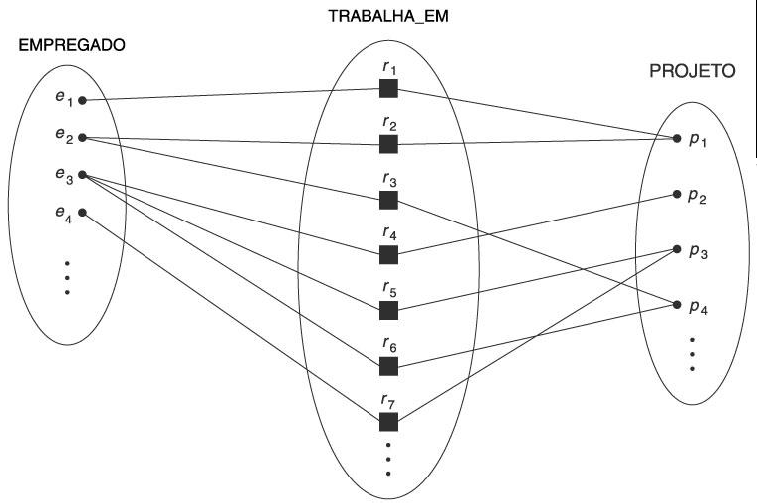 TRABALHA_EM
EMPREGADO
PROJETO
e1
e2
e3
e4
r1
r2
r3
r4
r5
r6
r7
p1
p2
p3
p4